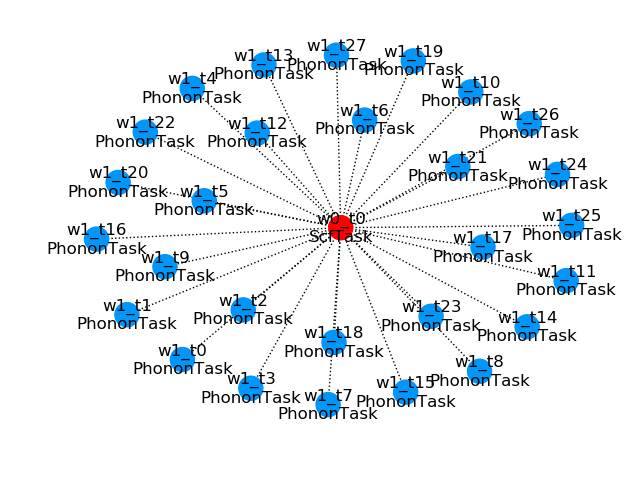 w1_t27
PhononTask
w1_t13
PhononTask
w1_t19
PhononTask
w1_t4
PhononTask
w1_t10
PhononTask
w1_t6
PhononTask
w1_t26
PhononTask
w1_t22
PhononTask
w1_t12
PhononTask
w1_t21
PhononTask
w1_t24
PhononTask
w1_t20
PhononTask
w1_t5
PhononTask
w0_t0
ScrTask
w1_t25
PhononTask
w1_t16
PhononTask
w1_t17
PhononTask
w1_t9
PhononTask
w1_t11
PhononTask
w1_t1
PhononTask
w1_t2
PhononTask
w1_t23
PhononTask
w1_t14
PhononTask
w1_t18
PhononTask
w1_t0
PhononTask
w1_t8
PhononTask
w1_t3
PhononTask
w1_t15
PhononTask
w1_t7
PhononTask